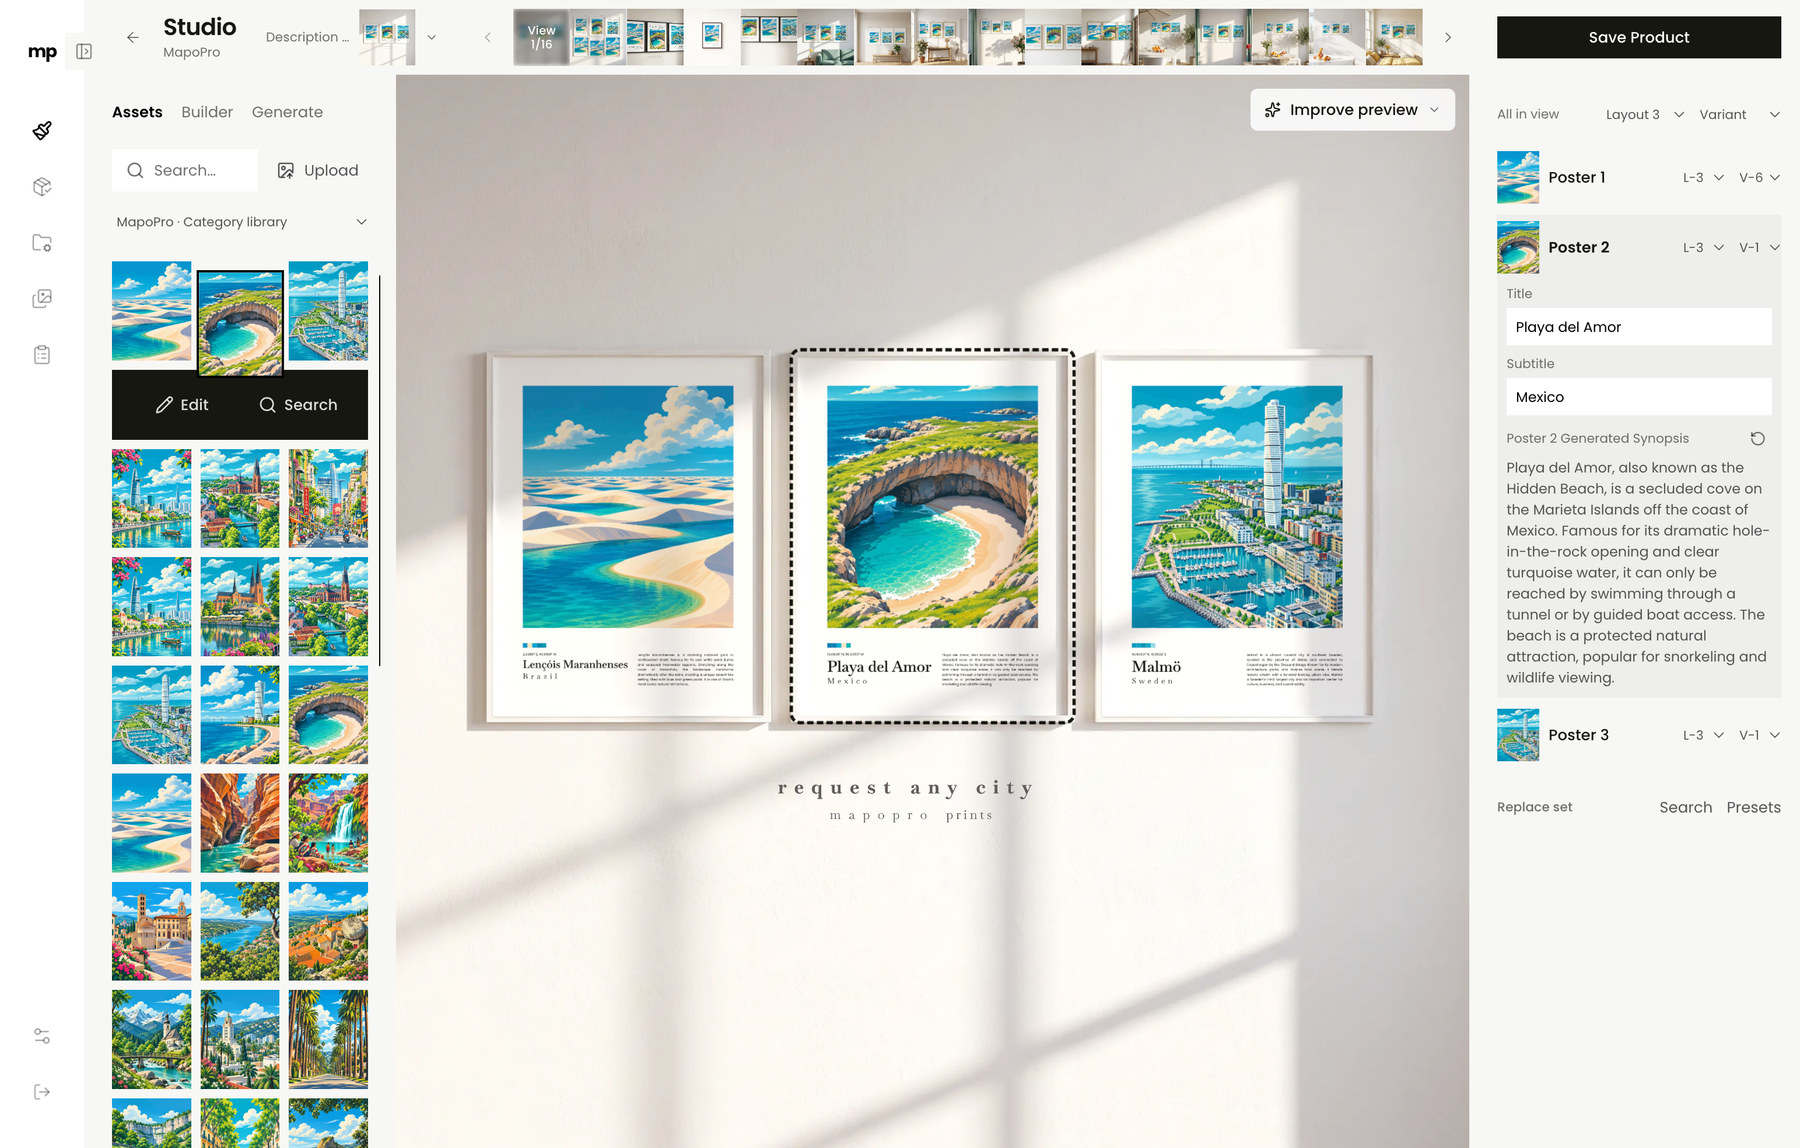 mp
Studio
MapoPro
Description ...
View
1/16
Save Product
Assets
Builder
Generate
Search...
Upload
MapoPro · Category library
Edit
Search
Improve preview
Lençóis Maranhenses
Brazil
Playa del Amor
Mexico
Malmö
Sweden
request any city
mapopro prints
All in view
Layout 3
Variant
Poster 1
L-3
V-6
Poster 2
L-3
V-1
Title
Playa del Amor
Subtitle
Mexico
Poster 2 Generated Synopsis
Playa del Amor, also known as the
Hidden Beach, is a secluded cove on
the Marieta Islands off the coast of
Mexico. Famous for its dramatic hole-
in-the-rock opening and clear
turquoise water, it can only be
reached by swimming through a
tunnel or by guided boat access. The
beach is a protected natural
attraction, popular for snorkeling and
wildlife viewing.
Poster 3
L-3
V-1
Replace set
Search
Presets